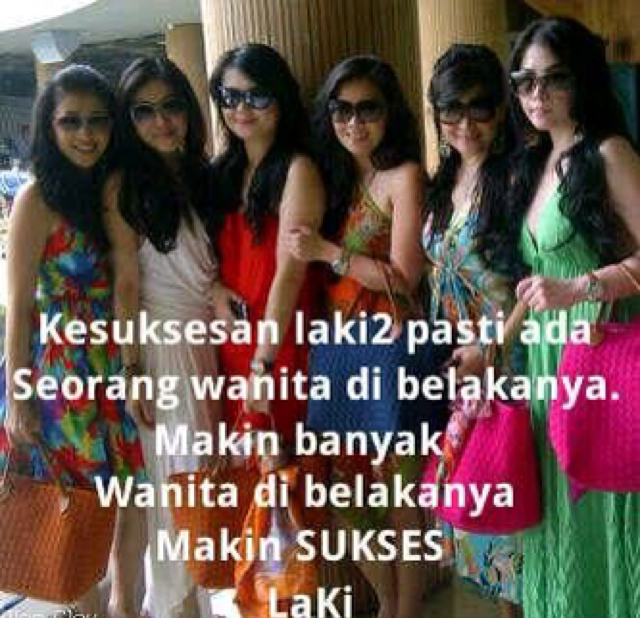 Kesuksesan laki2 pasti ada
Seorang wanita di belakanya.
Makin banyak
Wanita di belakanya
Makin SUKSES
LaKi